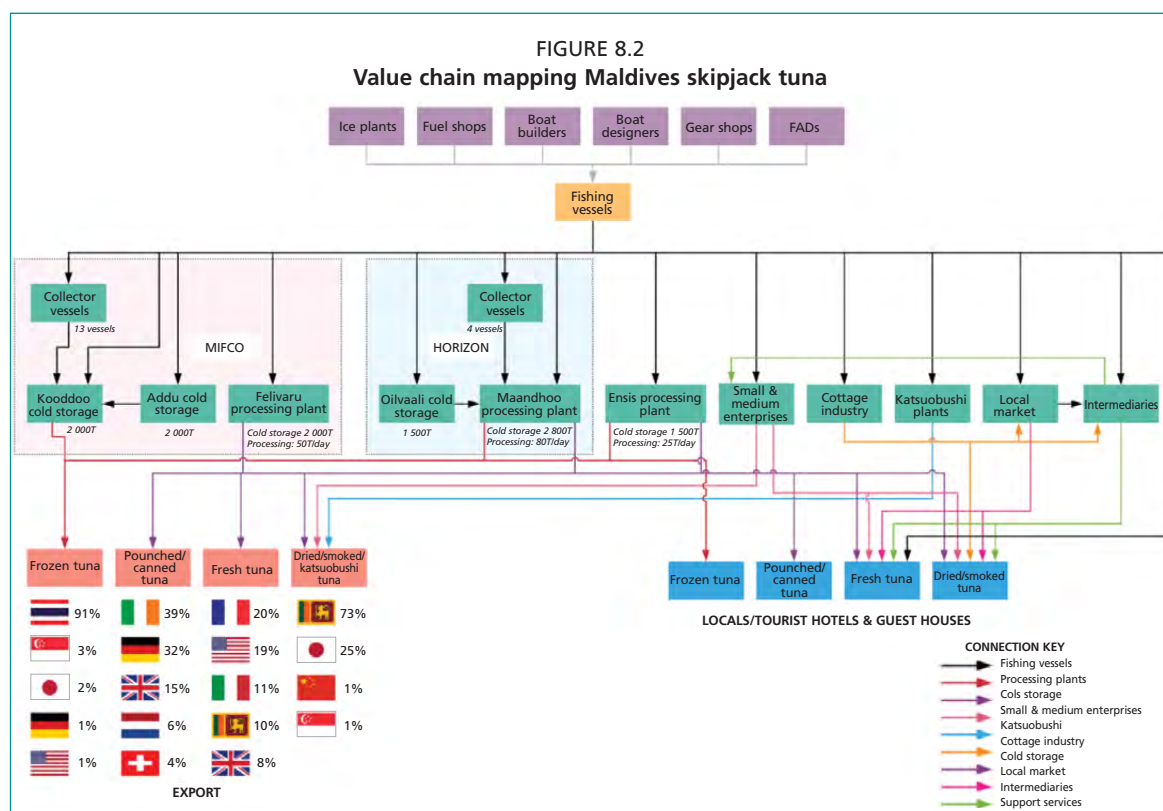 FIGURE 8.2
Value chain mapping Maldives skipjack tuna
Ice plants
Fuel shops
Boat
builders
Boat
designers
Gear shops
FADs
Fishing
vessels
Collector
vessels
13 vessels
MIFCO
Collector
vessels
4 vessels
HORIZON
Kooddoo
cold storage
2 000T
Addu cold
storage
2 000T
Felivaru
processing plant
Cold storage 2 000T
Processing: 50T/day
Oilvaali cold
storage
1 500T
Maandhoo
processing plant
Cold storage 2 800T
Processing: 80T/day
Ensis processing
plant
Cold storage 1 500T
Processing: 25T/day
Small &
medium
enterprises
Cottage
industry
Katsuobushi
plants
Local
market
Intermediaries
Frozen tuna
Pounched/
canned tuna
Fresh tuna
Dried/smoked/
katsuobushi
tuna
91%
39%
20%
73%
3%
32%
19%
25%
2%
15%
11%
1%
1%
6%
10%
1%
1%
4%
8%
EXPORT
Frozen tuna
Pounched/
canned
tuna
Fresh tuna
Dried/smoked
tuna
LOCALS/TOURIST HOTELS & GUEST HOUSES
CONNECTION KEY
Fishing vessels
Processing plants
Cols storage
Small & medium enterprises
Katsuobushi
Cottage industry
Cold storage
Local market
Intermediaries
Support services